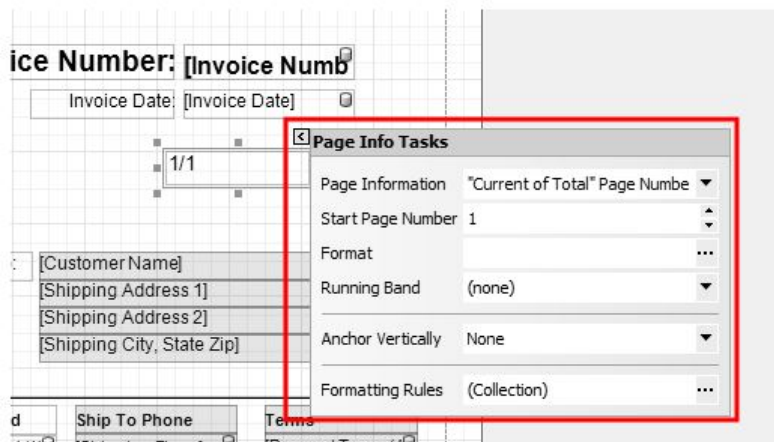 ice Number: [Invoice Numb
Invoice Date: [Invoice Date]
Page Info Tasks
1/1
Page Information "Current of Total" Page Numbe
Start Page Number 1
Format ...
Running Band (none)
Anchor Vertically None
Formatting Rules (Collection) ...
: [Customer Name]
[Shipping Address 1]
[Shipping Address 2]
[Shipping City, State Zip]
d Ship To Phone Terms